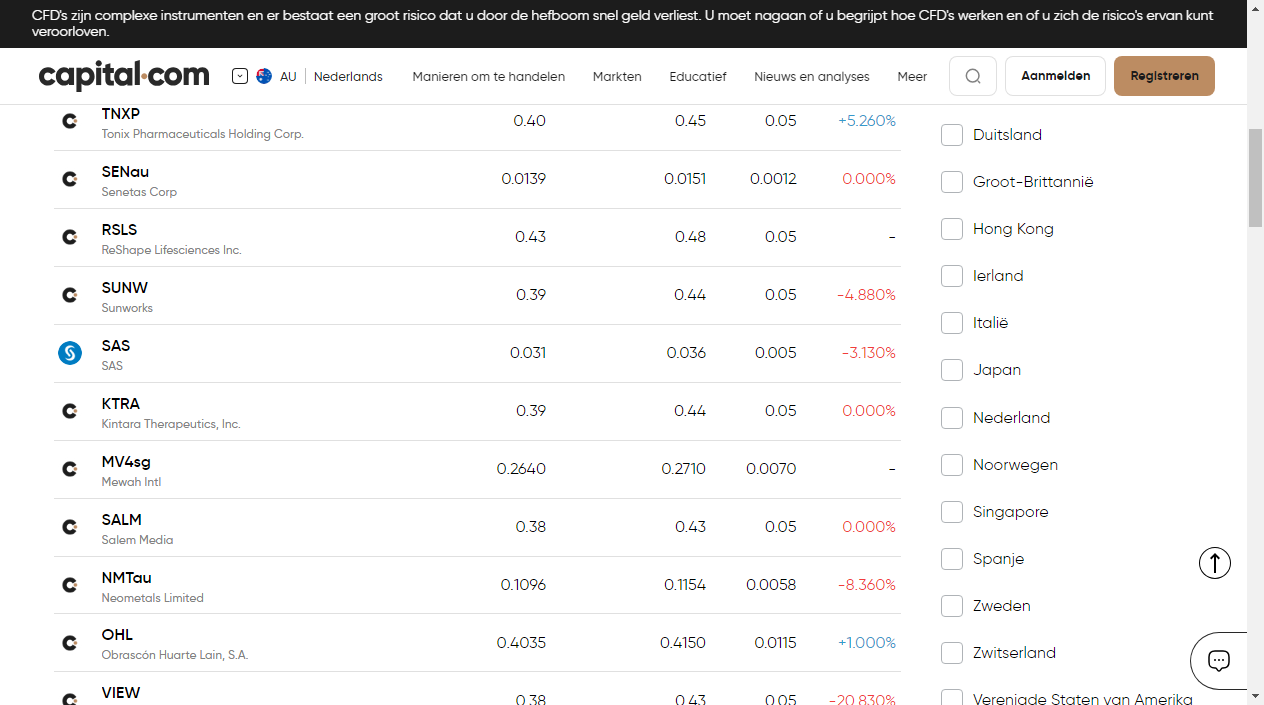 CFD's zijn complexe instrumenten en er bestaat een groot risico dat u door de hefboom snel geld verliest. U moet nagaan of u begrijpt hoe CFD's werken en of u zich de risico's ervan kunt
veroorloven.
capital.com AU Nederlands Manieren om te handelen Markten Educatief Nieuws en analyses Meer Aanmelden Registreren
TNXP 0.40 0.45 0.05 +5.260%
Tonix Pharmaceuticals Holding Corp.
SENau 0.0139 0.0151 0.0012 0.000%
Senetas Corp
RSLS 0.43 0.48 0.05 -
ReShape Lifesciences Inc.
SUNW 0.39 0.44 0.05 -4.880%
Sunworks
SAS 0.031 0.036 0.005 -3.130%
SAS
KTRA 0.39 0.44 0.05 0.000%
Kintara Therapeutics, Inc.
MV4sg 0.2640 0.2710 0.0070 -
Mewah Intl
SALM 0.38 0.43 0.05 0.000%
Salem Media
NMTau 0.1096 0.1154 0.0058 -8.360%
Neometals Limited
OHL 0.4035 0.4150 0.0115 +1.000%
Obrascón Huarte Lain, S.A.
VIEW 0.38 0.43 0.05 -20.830%
Duitsland
Groot-Brittannië
Hong Kong
Ierland
Italië
Japan
Nederland
Noorwegen
Singapore
Spanje
Zweden
Zwitserland
Verenigde Staten van Amerika